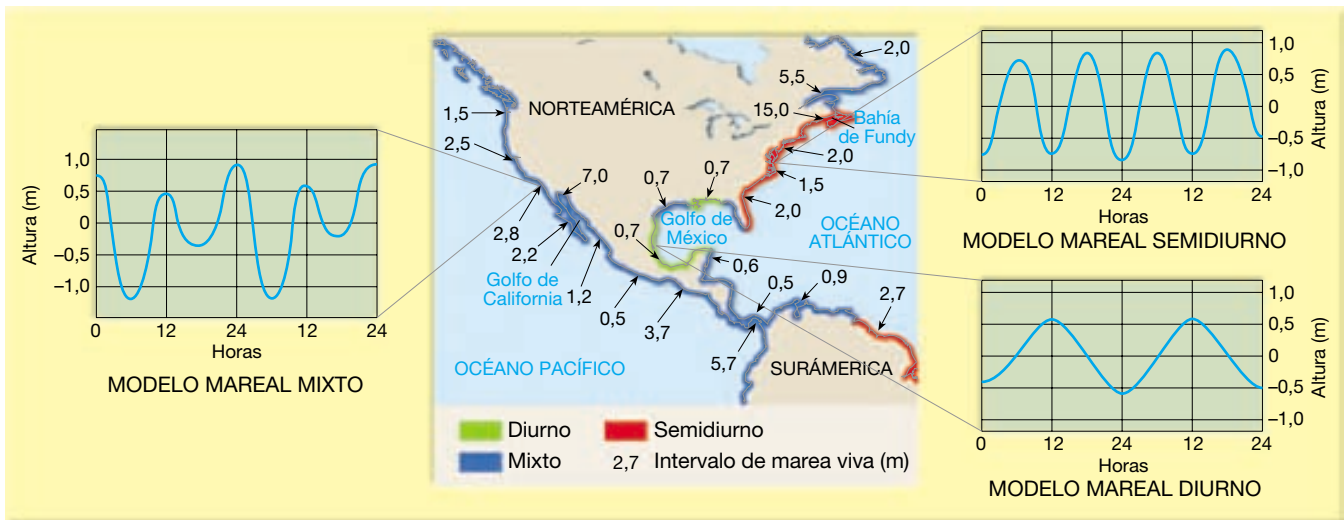 Altura (m)
1,0
0,5
0
–0,5
–1,0
0 12 24 12 24
Horas
MODELO MAREAL MIXTO
NORTEAMÉRICA
2,0
5,5
15,0
Bahía
de Fundy
1,5
2,5
2,0
1,5
7,0
0,7
0,7
2,0
Golfo de
México
OCÉANO
ATLÁNTICO
2,8
2,2
0,7
Golfo de
California
1,2
0,6
0,5
0,9
0,5
3,7
2,7
5,7
OCÉANO PACÍFICO
SURÁMERICA
Diurno
Semidiurno
Mixto
2,7 Intervalo de marea viva (m)
1,0
0,5
0
–0,5
–1,0
Altura (m)
0 12 24 12 24
Horas
MODELO MAREAL SEMIDIURNO
1,0
0,5
0
–0,5
–1,0
Altura (m)
0 12 24 12 24
Horas
MODELO MAREAL DIURNO